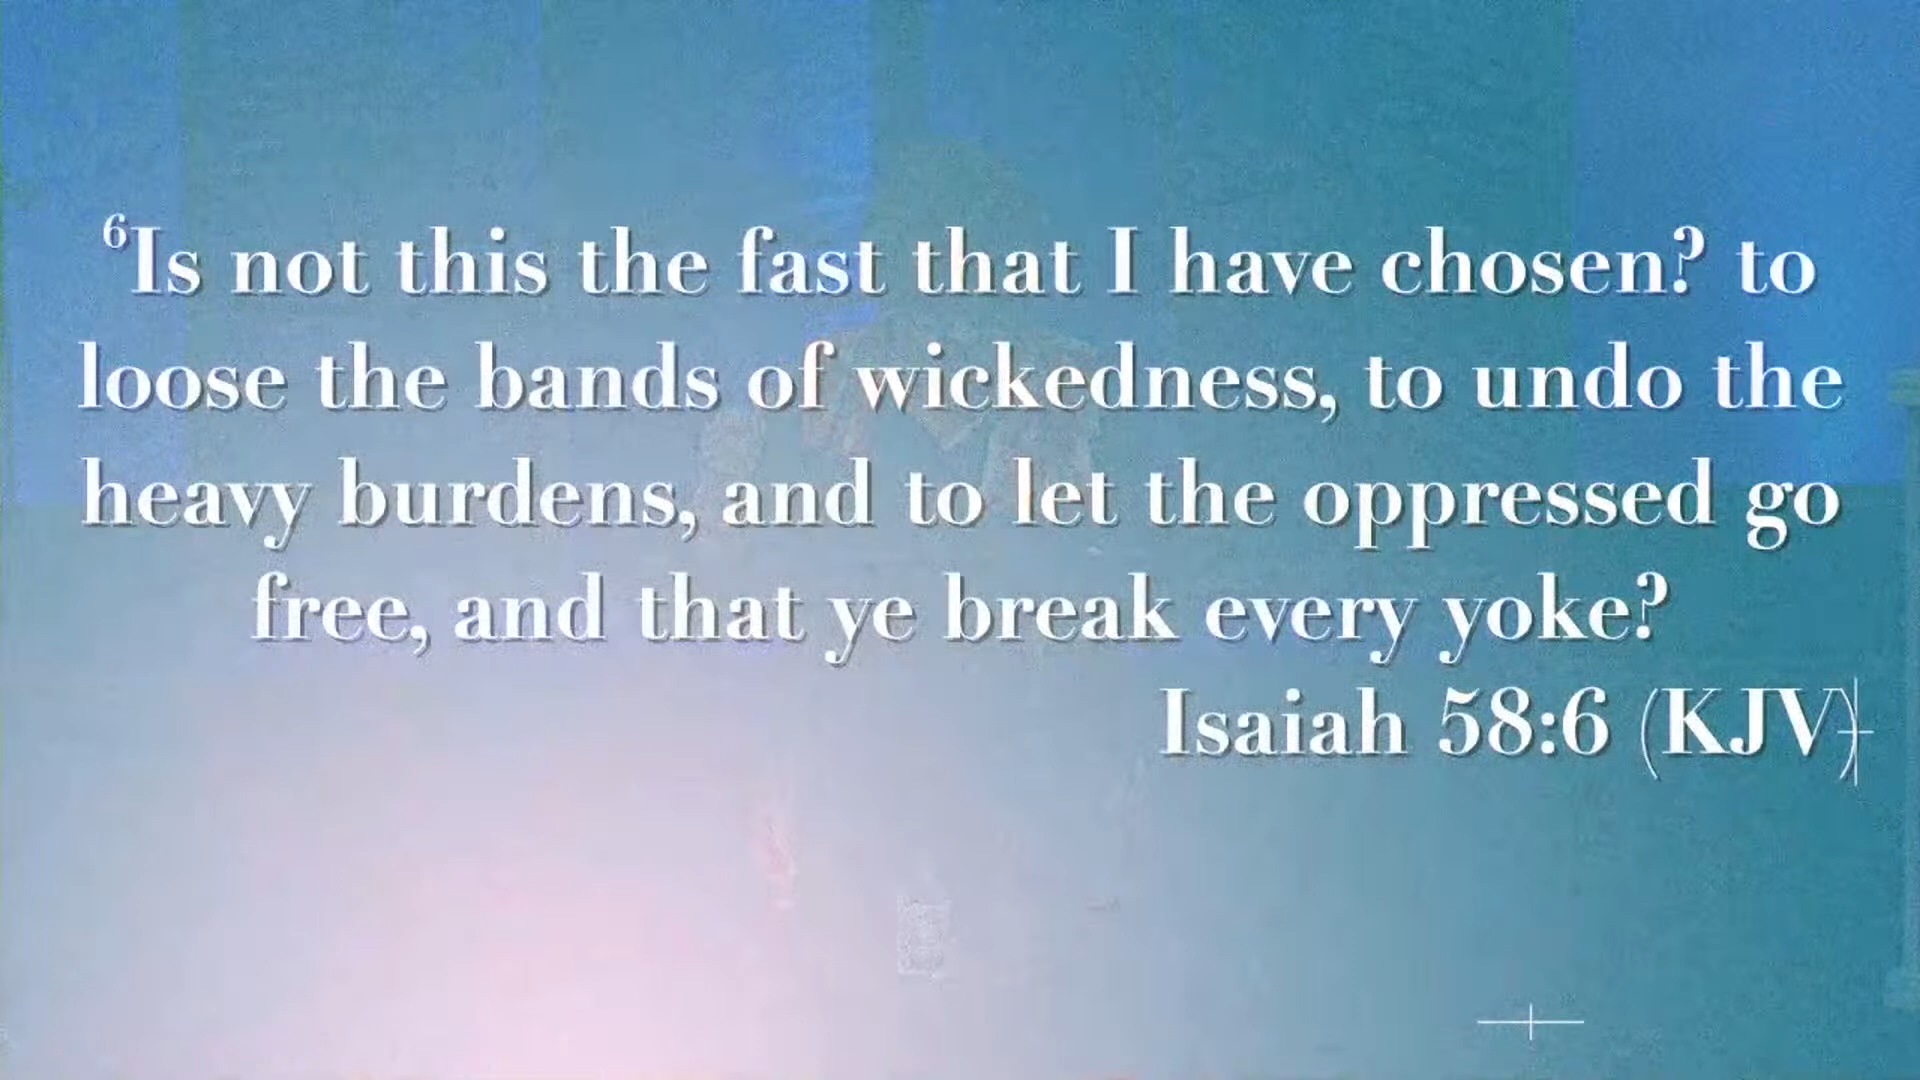 ⁶Is not this the fast that I have chosen? to
loose the bands of wickedness, to undo the
heavy burdens, and to let the oppressed go
free, and that ye break every yoke?
Isaiah 58:6 (KJV)